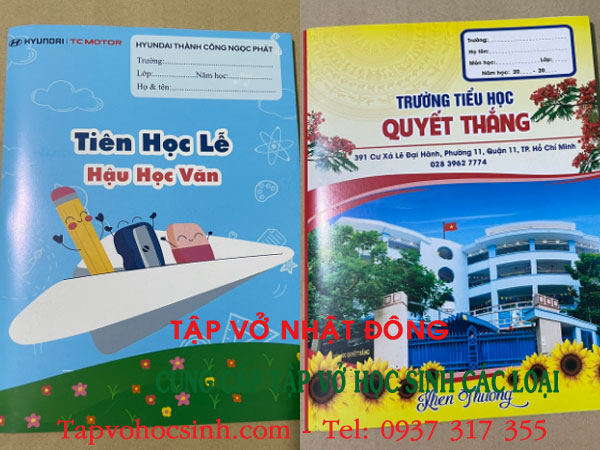 HYUNDAI | TC MOTOR
HYUNDAI THÀNH CÔNG NGỌC PHÁT
Trường:
Lớp: Năm học:
Họ & tên:
Tiên Học Lễ
Hậu Học Văn
Trường:
Họ tên:
Môn học: Lớp:
Năm học: 20 - 20
TRƯỜNG TIỂU HỌC
QUYẾT THẮNG
391 Cư Xá Lê Đại Hành, Phường 11, Quận 11, TP. Hồ Chí Minh
028 3962 7774
Khen Thưởng
TẬP VỞ NHẬT ĐÔNG
CUNG CẤP TẬP VỞ HỌC SINH CÁC LOẠI
Tapvohocsinh.com - Tel: 0937 317 355